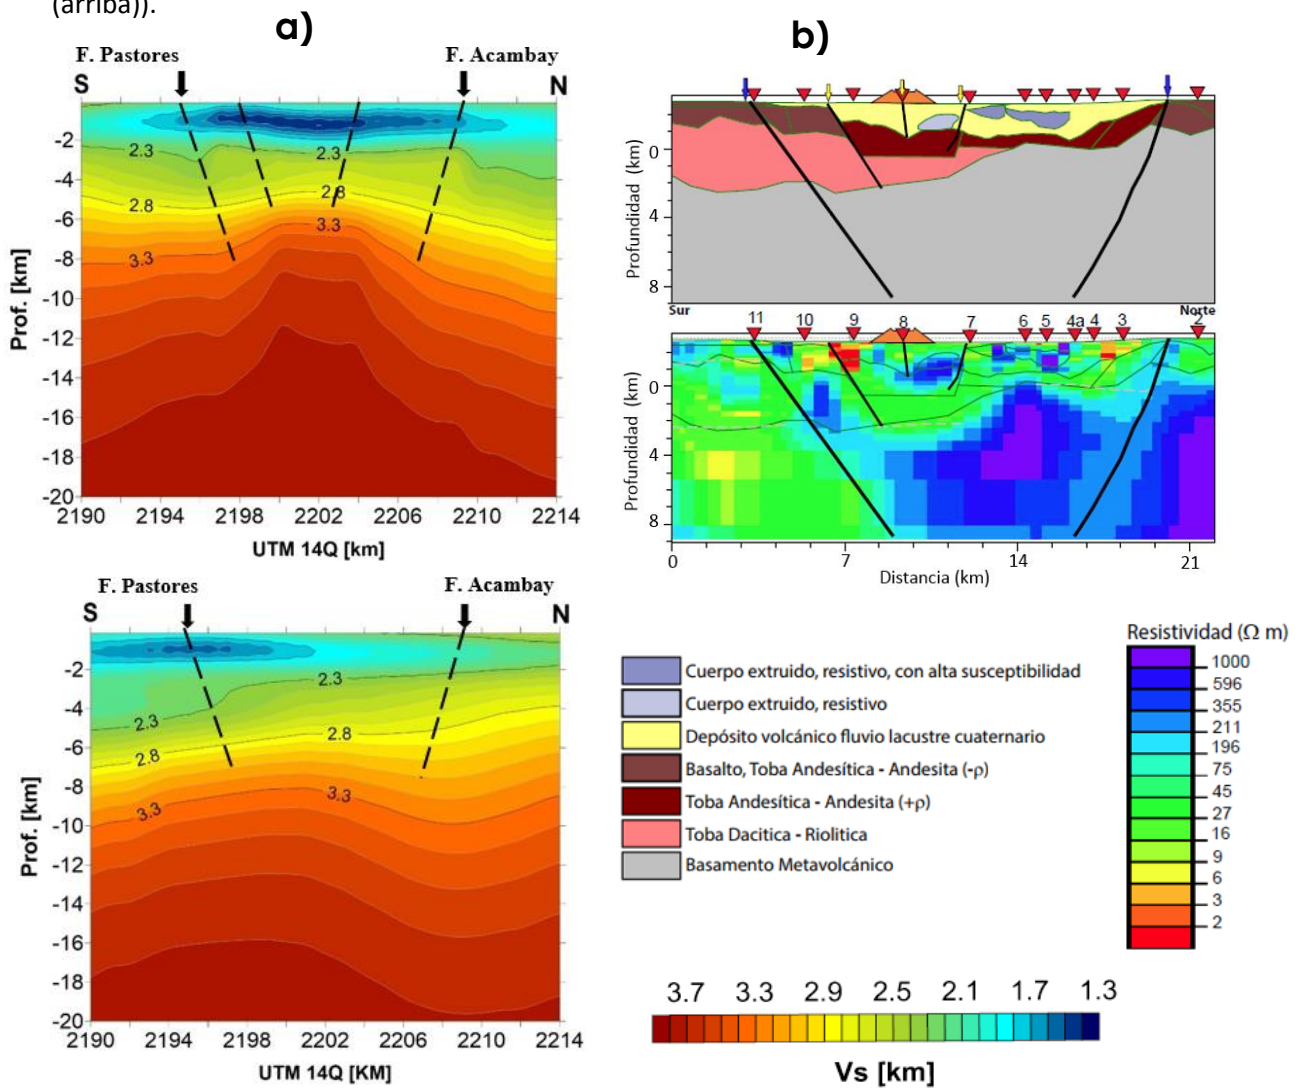 (arriba)).
a)
b)
F. Pastores
F. Acambay
S
N
-2
-4
-6
-8
-10
-12
-14
-16
-18
-20
2.3
2.3
2.8
2.8
3.3
3.3
Prof. [km]
2190 2194 2198 2202 2206 2210 2214
UTM 14Q [km]
Profundidad (km)
0
4
8
Sur
Norte
11 10 9 8 7 6 5 4a 4 3 2
Profundidad (km)
0
4
8
0 7 14 21
Distancia (km)
F. Pastores
F. Acambay
S
N
-2
-4
-6
-8
-10
-12
-14
-16
-18
-20
2.3
2.3
2.8
2.8
3.3
3.3
Prof. [km]
2190 2194 2198 2202 2206 2210 2214
UTM 14Q [KM]
Cuerpo extruido, resistivo, con alta susceptibilidad
Cuerpo extruido, resistivo
Depósito volcánico fluvio lacustre cuaternario
Basalto, Toba Andesítica - Andesita (-ρ)
Toba Andesítica - Andesita (+ρ)
Toba Dacitica - Riolitica
Basamento Metavolcánico
Resistividad (Ω m)
1000
596
355
211
196
75
45
27
16
9
6
3
2
3.7 3.3 2.9 2.5 2.1 1.7 1.3
Vs [km]